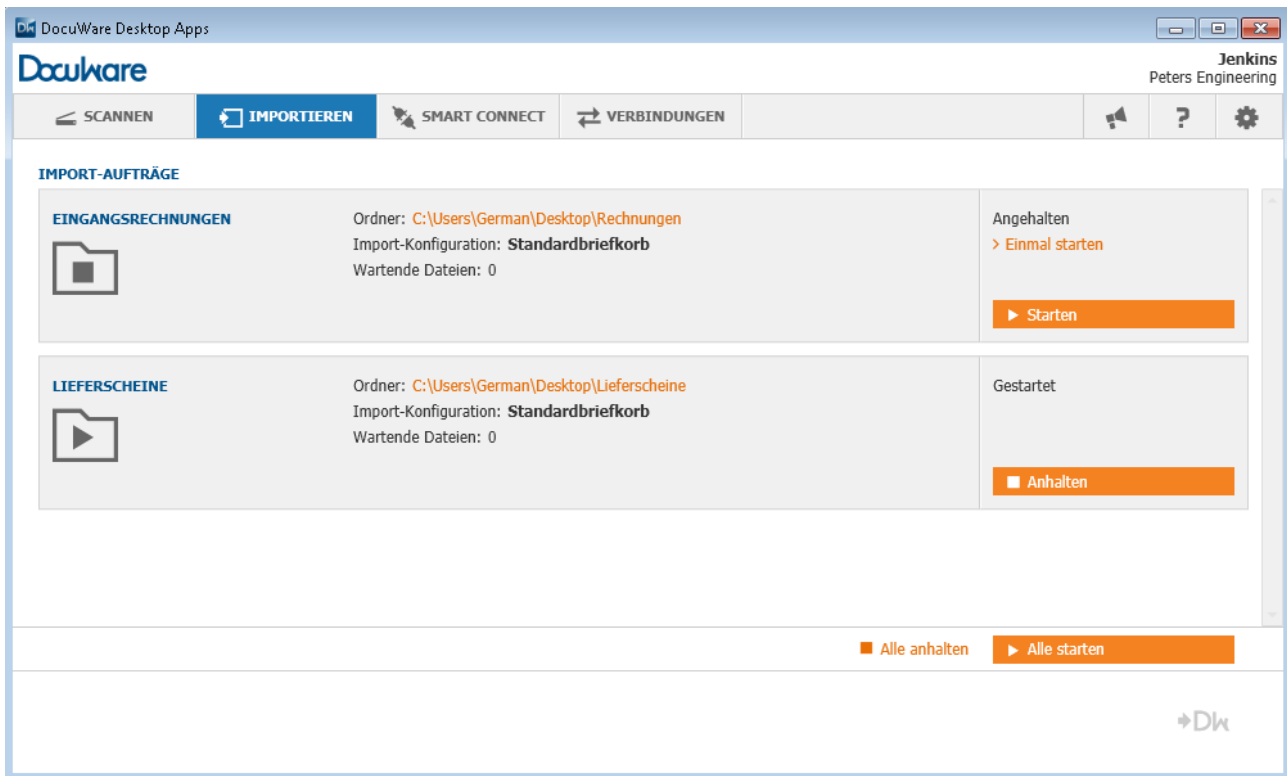 DocuWare Desktop Apps
DocuWare
Jenkins
Peters Engineering
SCANNEN
IMPORTIEREN
SMART CONNECT
VERBINDUNGEN
?
IMPORT-AUFTRÄGE
EINGANGSRECHNUNGEN
Ordner: C:\Users\German\Desktop\Rechnungen
Import-Konfiguration: Standardbriefkorb
Wartende Dateien: 0
Angehalten
> Einmal starten
Starten
LIEFERSCHEINE
Ordner: C:\Users\German\Desktop\Lieferscheine
Import-Konfiguration: Standardbriefkorb
Wartende Dateien: 0
Gestartet
Anhalten
Alle anhalten
Alle starten
DW